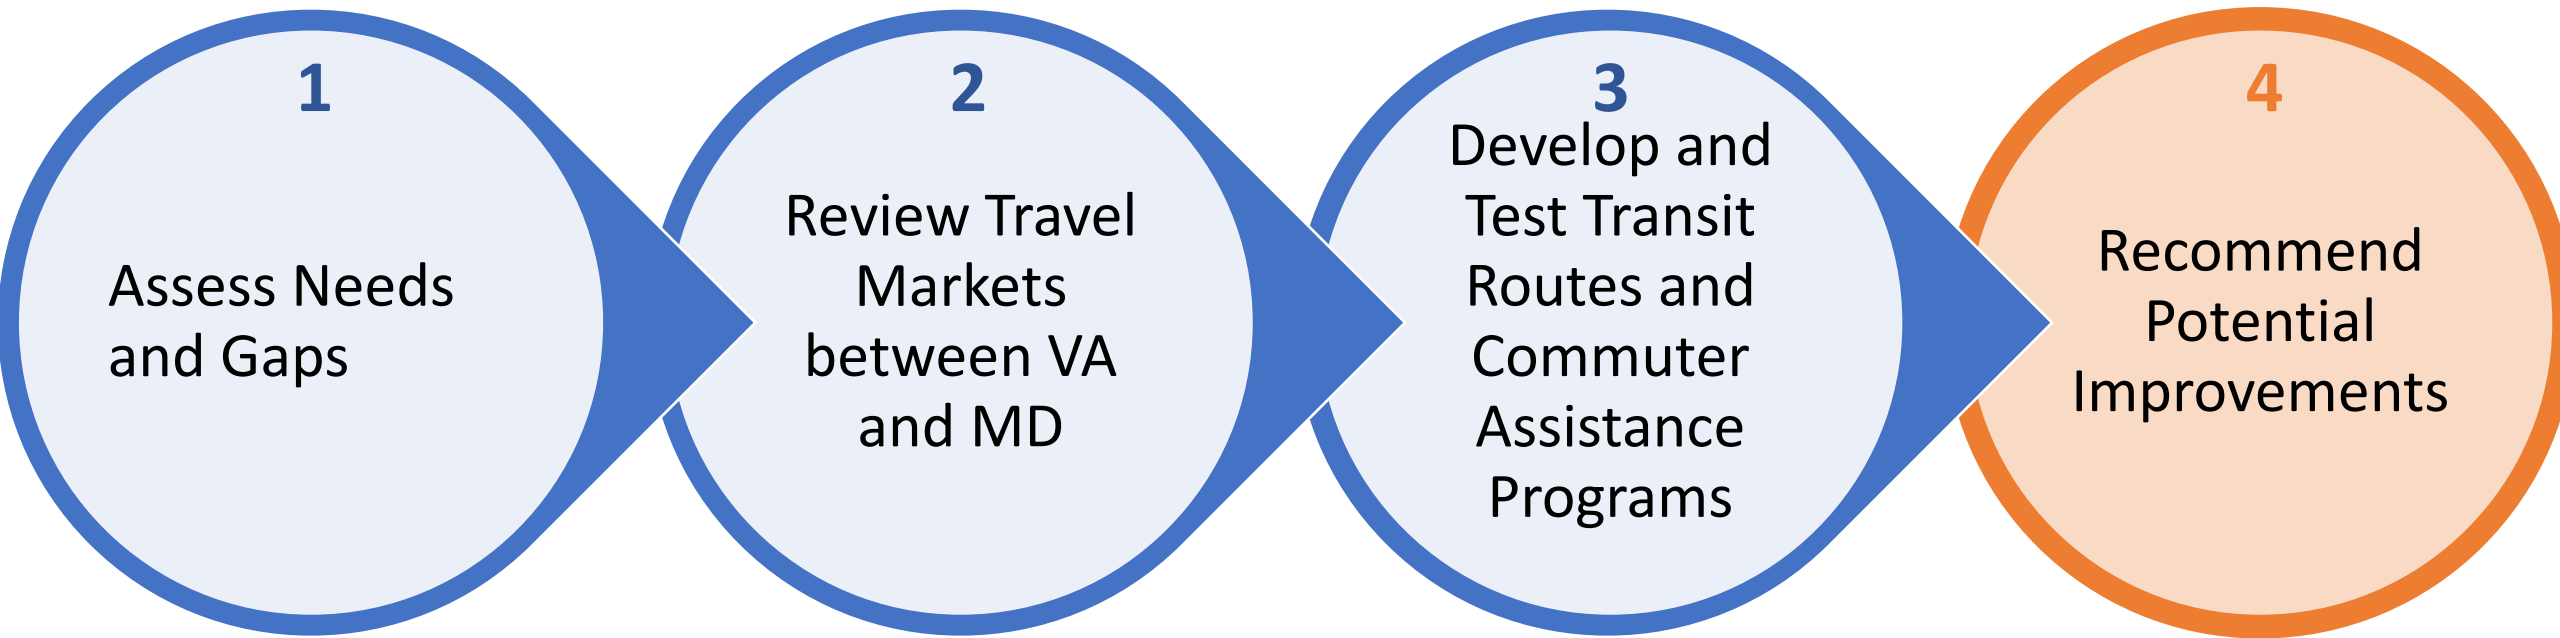 1
Assess Needs
and Gaps
2
Review Travel
Markets
between VA
and MD
3
Develop and
Test Transit
Routes and
Commuter
Assistance
Programs
4
Recommend
Potential
Improvements